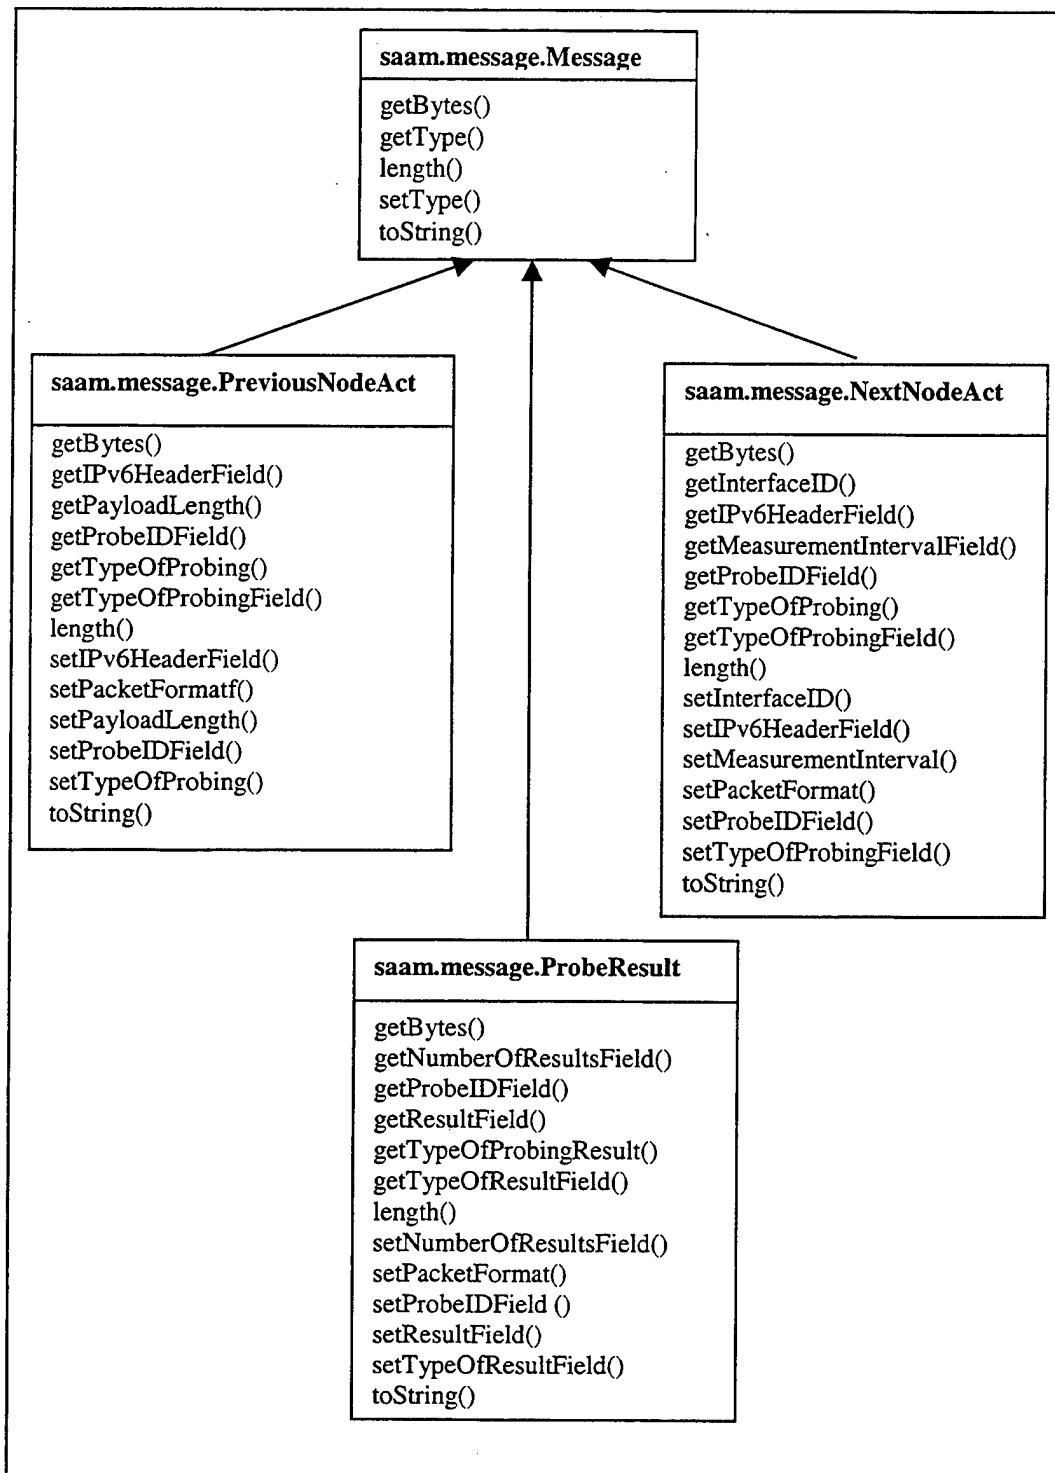 saam.message.Message
getBytes()
getType()
length()
setType()
toString()
saam.message.PreviousNodeAct
getBytes()
getIPv6HeaderField()
getPayloadLength()
getProbeIDField()
getTypeOfProbing()
getTypeOfProbingField()
length()
setIPv6HeaderField()
setPacketFormatf()
setPayloadLength()
setProbeIDField()
setTypeOfProbing()
toString()
saam.message.NextNodeAct
getBytes()
getInterfaceID()
getIPv6HeaderField()
getMeasurementIntervalField()
getProbeIDField()
getTypeOfProbing()
getTypeOfProbingField()
length()
setInterfaceID()
setIPv6HeaderField()
setMeasurementInterval()
setPacketFormat()
setProbeIDField()
setTypeOfProbingField()
toString()
saam.message.ProbeResult
getBytes()
getNumberOfResultsField()
getProbeIDField()
getResultField()
getTypeOfProbingResult()
getTypeOfResultField()
length()
setNumberOfResultsField()
setPacketFormat()
setProbeIDField ()
setResultField()
setTypeOfResultField()
toString()